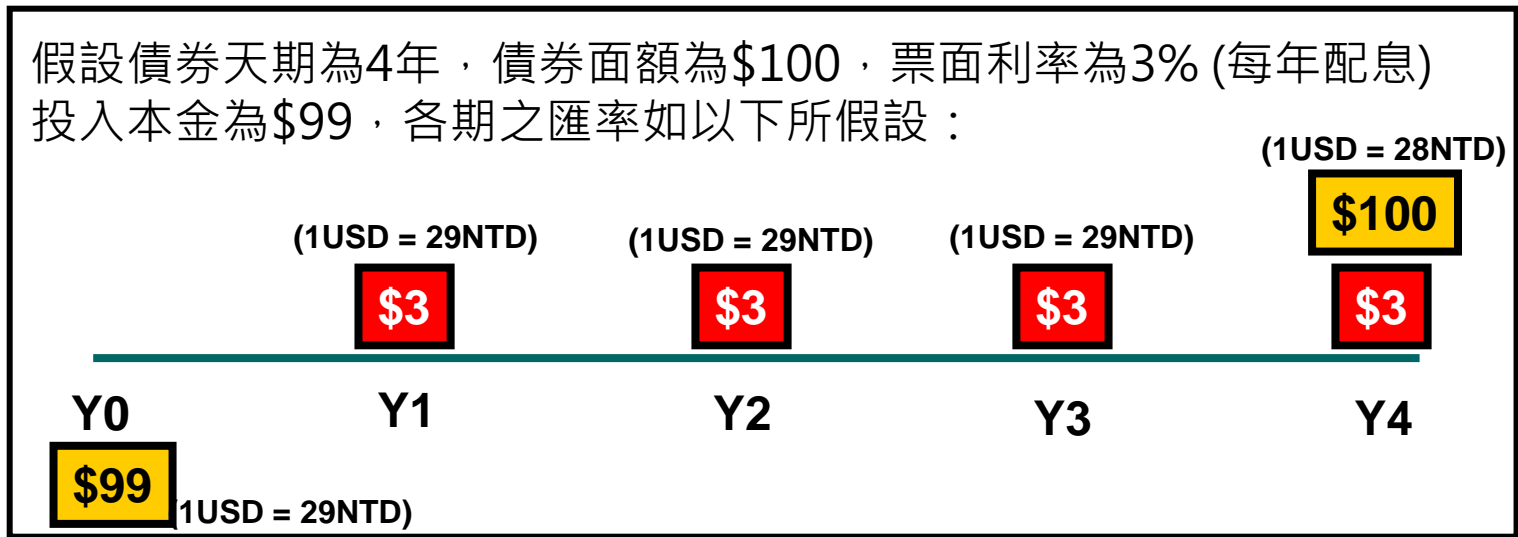 假設債券天期為4年，債券面額為$100，票面利率為3% (每年配息)
投入本金為$99，各期之匯率如以下所假設：
(1USD = 28NTD)
$100
(1USD = 29NTD) (1USD = 29NTD) (1USD = 29NTD)
$3 $3 $3 $3
Y0 Y1 Y2 Y3 Y4
$99 (1USD = 29NTD)